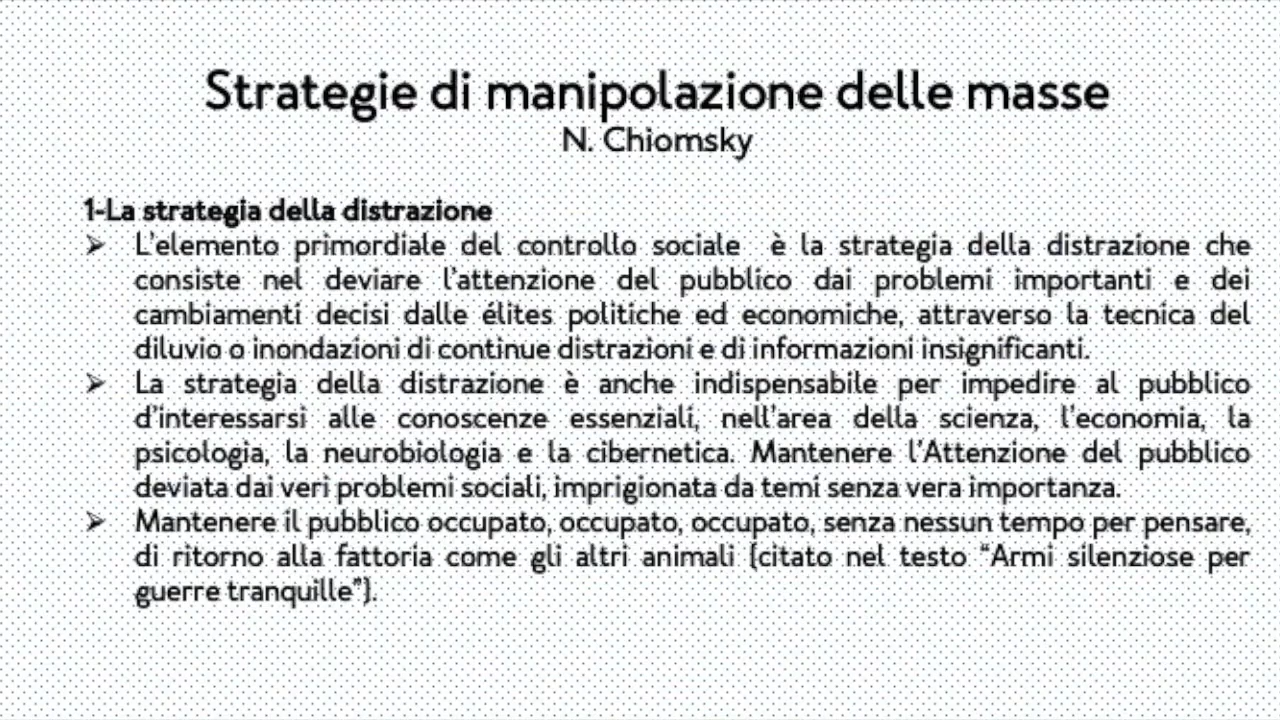 Strategie di manipolazione delle masse
N. Chiomsky
1-La strategia della distrazione
➢ L'elemento primordiale del controllo sociale è la strategia della distrazione che
consiste nel deviare l'attenzione del pubblico dai problemi importanti e dei
cambiamenti decisi dalle élites politiche ed economiche, attraverso la tecnica del
diluvio o inondazioni di continue distrazioni e di informazioni insignificanti.
➢ La strategia della distrazione è anche indispensabile per impedire al pubblico
d'interessarsi alle conoscenze essenziali, nell'area della scienza, l'economia, la
psicologia, la neurobiologia e la cibernetica. Mantenere l'Attenzione del pubblico
deviata dai veri problemi sociali, imprigionata da temi senza vera importanza.
➢ Mantenere il pubblico occupato, occupato, occupato, senza nessun tempo per pensare,
di ritorno alla fattoria come gli altri animali (citato nel testo “Armi silenziose per
guerre tranquille”).